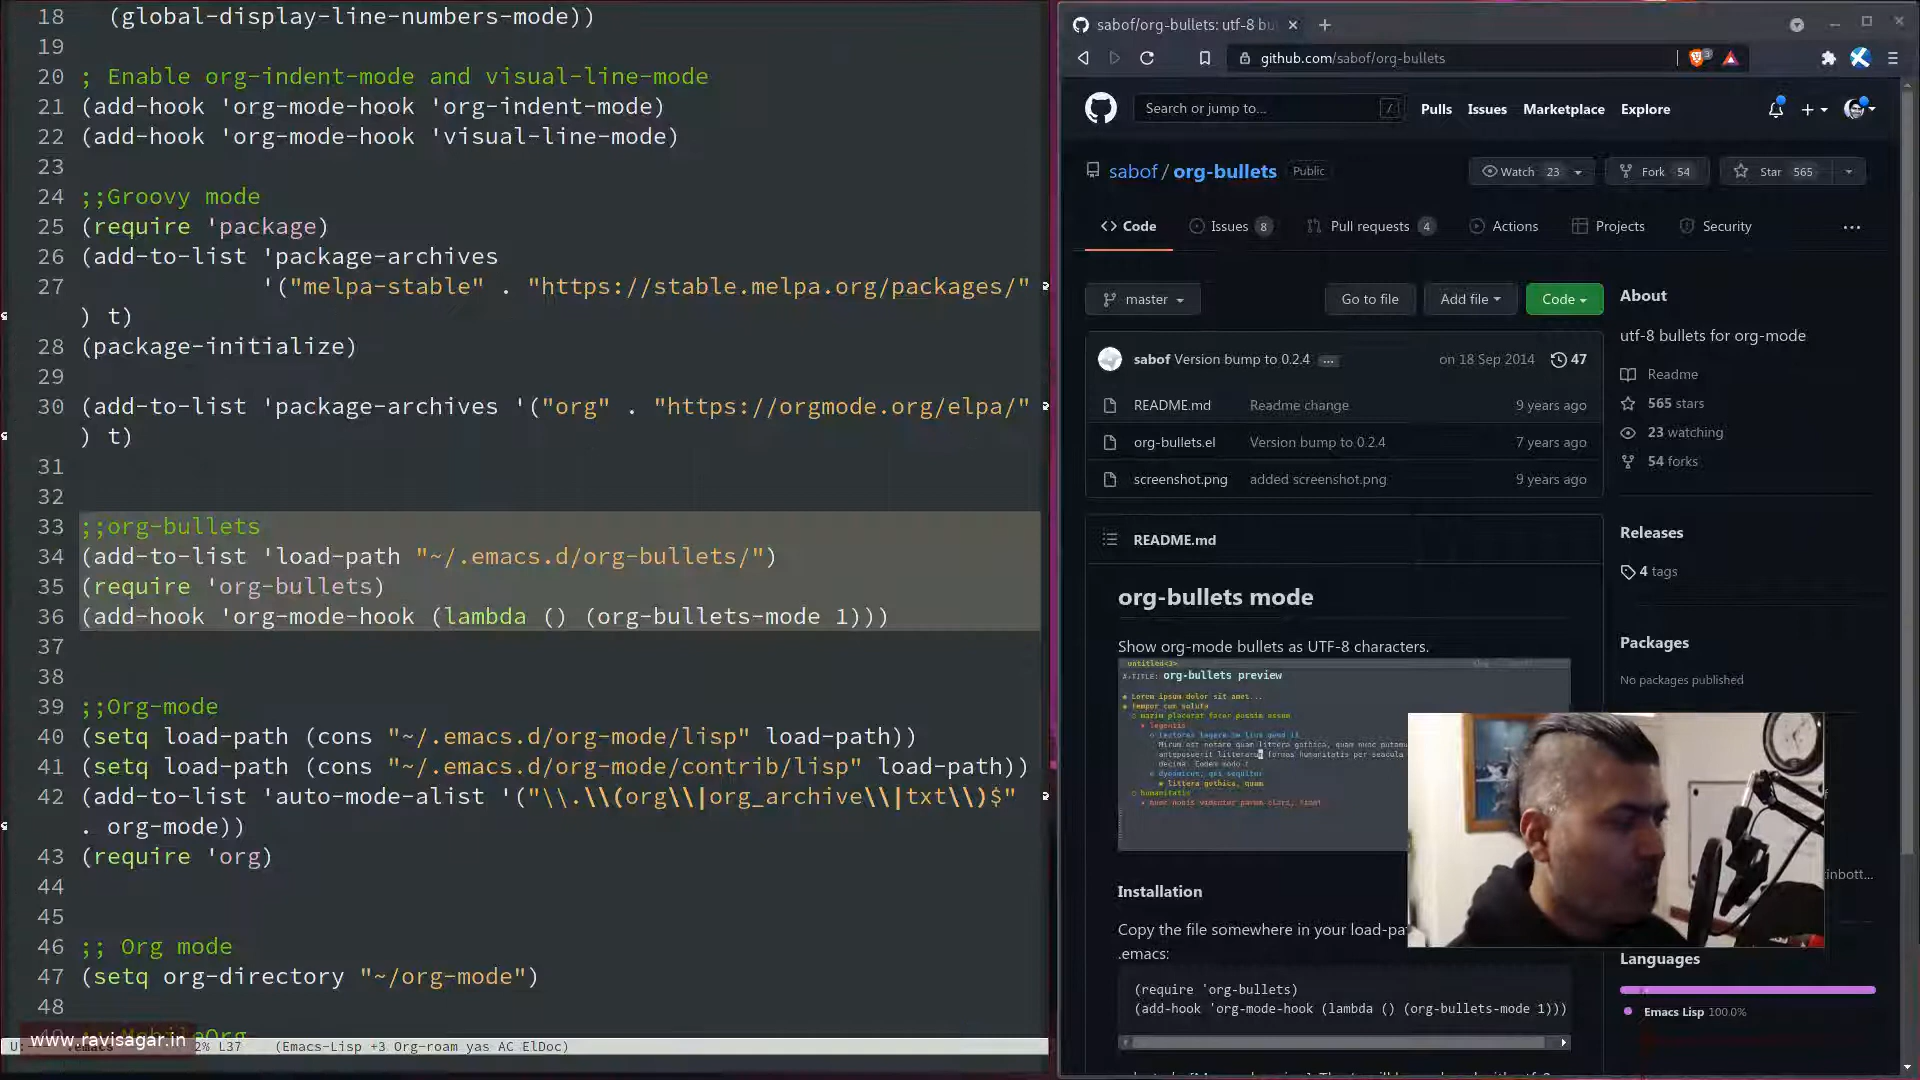 18 (global-display-line-numbers-mode))
19
20 ; Enable org-indent-mode and visual-line-mode
21 (add-hook 'org-mode-hook 'org-indent-mode)
22 (add-hook 'org-mode-hook 'visual-line-mode)
23
24 ;;Groovy mode
25 (require 'package)
26 (add-to-list 'package-archives
27 '("melpa-stable" . "https://stable.melpa.org/packages/"
) t)
28 (package-initialize)
29
30 (add-to-list 'package-archives '("org" . "https://orgmode.org/elpa/"
) t)
31
32
33 ;;org-bullets
34 (add-to-list 'load-path "~/.emacs.d/org-bullets/")
35 (require 'org-bullets)
36 (add-hook 'org-mode-hook (lambda () (org-bullets-mode 1)))
37
38
39 ;;Org-mode
40 (setq load-path (cons "~/.emacs.d/org-mode/lisp" load-path))
41 (setq load-path (cons "~/.emacs.d/org-mode/contrib/lisp" load-path))
42 (add-to-list 'auto-mode-alist '("\\.\\(org\\|org_archive\\|txt\\)$"
. org-mode))
43 (require 'org)
44
45
46 ;; Org mode
47 (setq org-directory "~/org-mode")
48
www.ravisagar.in
L37 (Emacs-Lisp +3 Org-roam yas AC ElDoc)
sabof/org-bullets: utf-8 bu
github.com/sabof/org-bullets
Search or jump to... /
Pulls Issues Marketplace Explore
sabof / org-bullets Public
Watch 23 Fork 54 Star 565
Code Issues 8 Pull requests 4 Actions Projects Security ...
master Go to file Add file Code
sabof Version bump to 0.2.4 ... on 18 Sep 2014 47
README.md Readme change 9 years ago
org-bullets.el Version bump to 0.2.4 7 years ago
screenshot.png added screenshot.png 9 years ago
README.md
org-bullets mode
Show org-mode bullets as UTF-8 characters.
org-bullets preview
Installation
Copy the file somewhere in your
.emacs:
(require 'org-bullets)
(add-hook 'org-mode-hook (lambda () (org-bullets-mode 1)))
About
utf-8 bullets for org-mode
Readme
565 stars
23 watching
54 forks
Releases
4 tags
Packages
No packages published
Languages
Emacs Lisp 100.0%